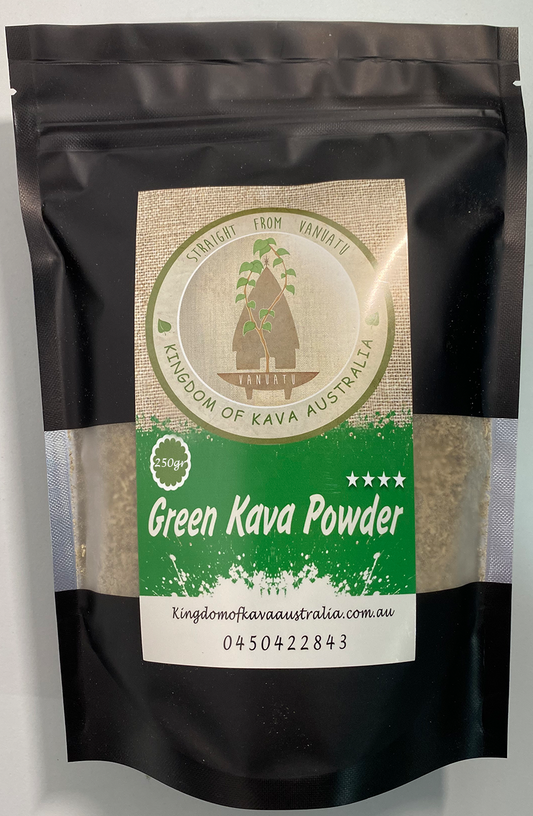 STRAIGHT FROM VANUATU
VANUATU
KINGDOM OF KAVA AUSTRALIA
250gr
★★★★
Green Kava Powder
Kingdomofkavaaustralia.com.au
0450422843